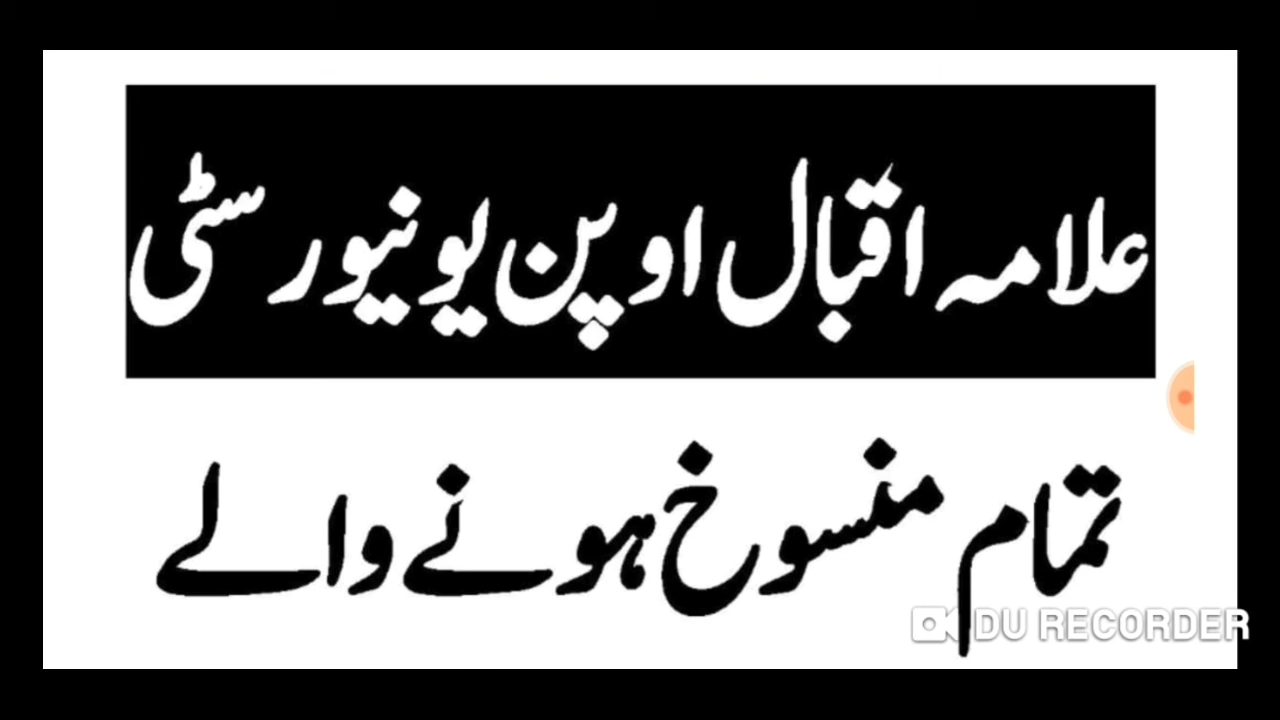 علامہ اقبال اوپن یونیورسٹی
تمام منسوخ ہونے والے
DU RECORDER